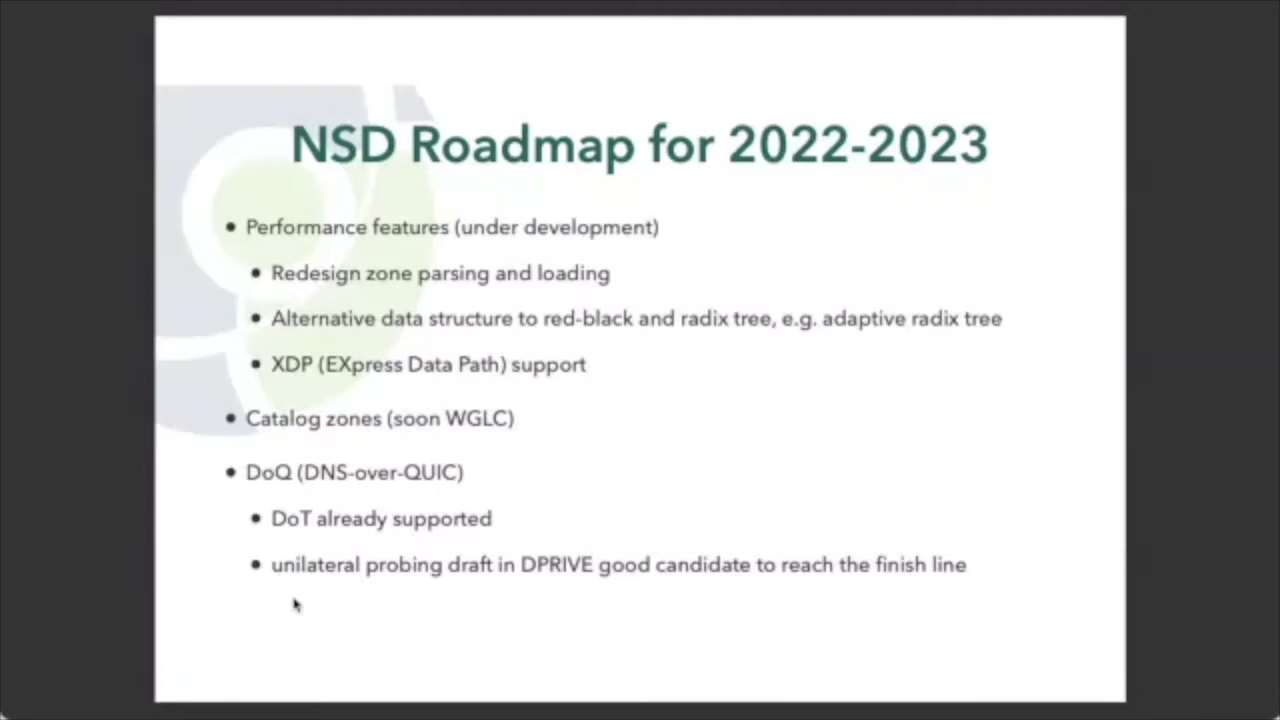 NSD Roadmap for 2022-2023
• Performance features (under development)
• Redesign zone parsing and loading
• Alternative data structure to red-black and radix tree, e.g. adaptive radix tree
• XDP (EXpress Data Path) support
• Catalog zones (soon WGLC)
• DoQ (DNS-over-QUIC)
• DoT already supported
• unilateral probing draft in DPRIVE good candidate to reach the finish line